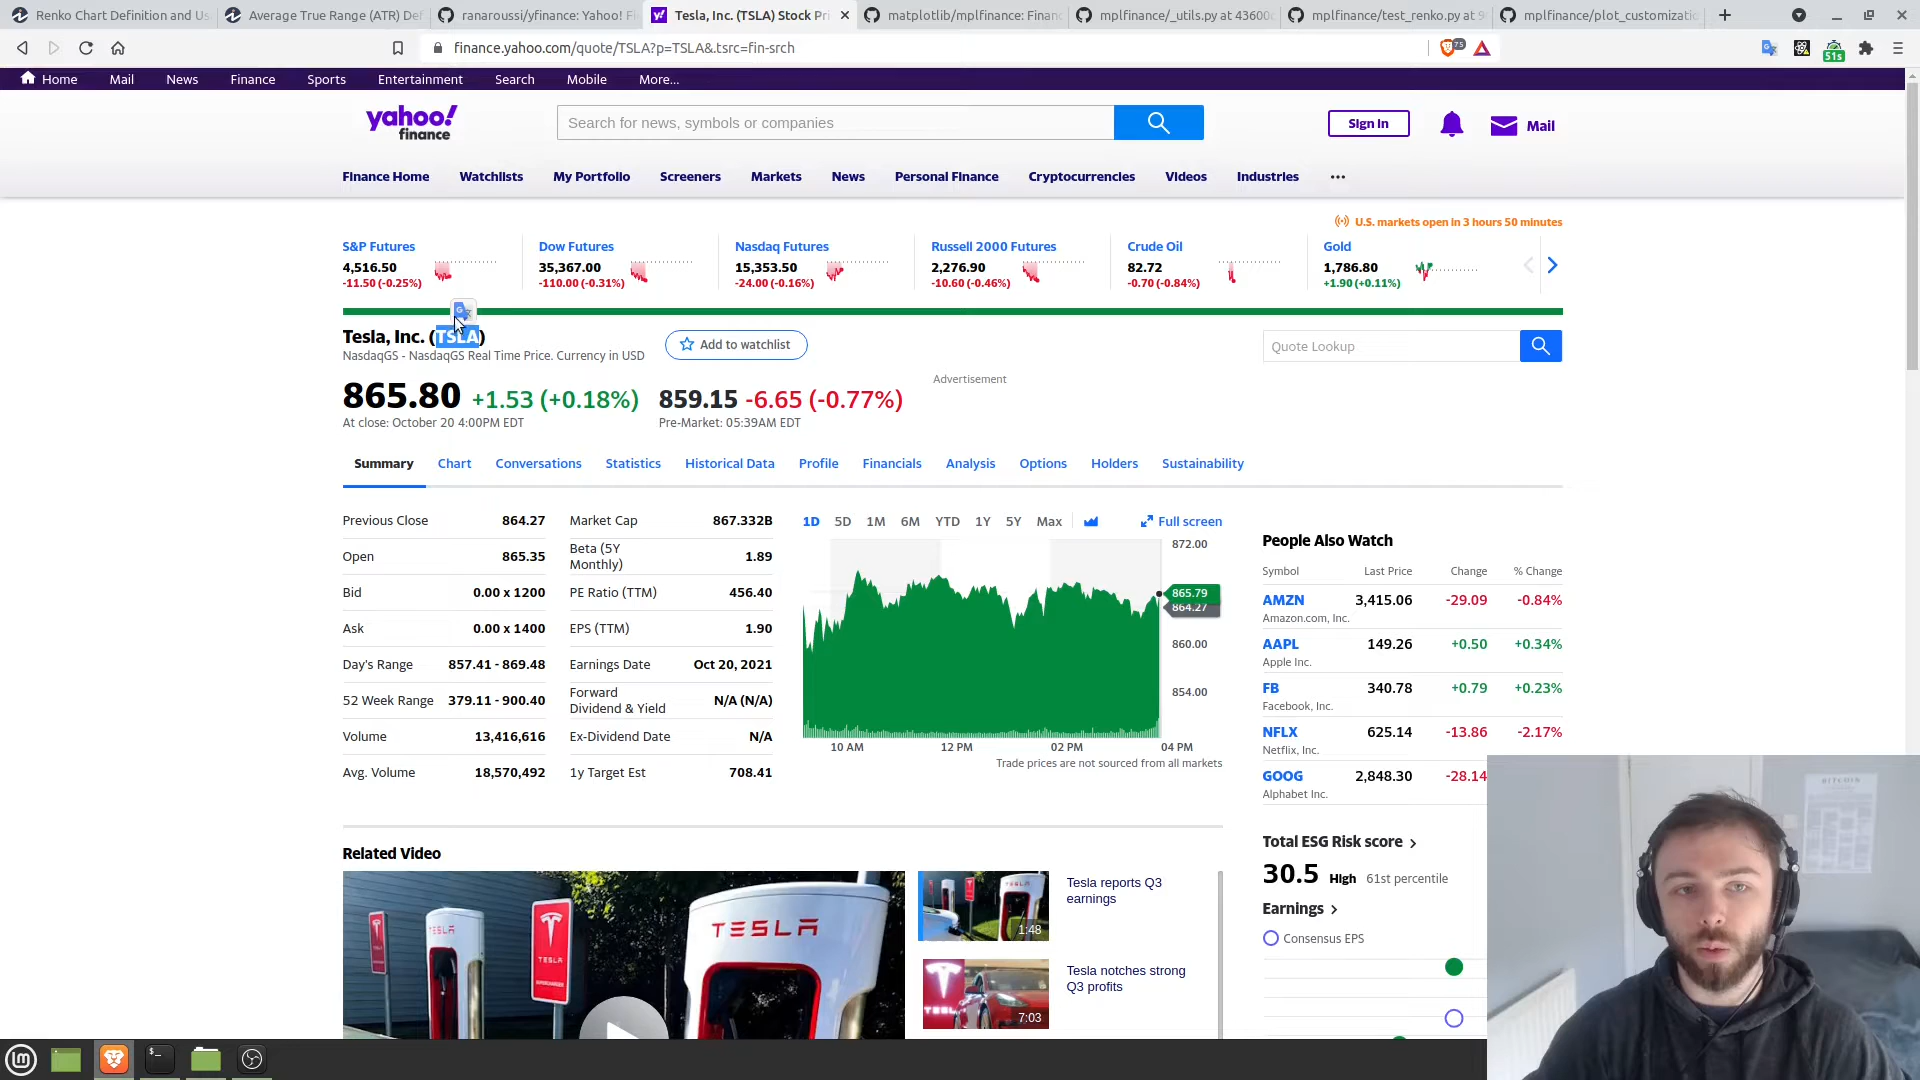 Renko Chart Definition and Us
Average True Range (ATR) Def
ranaroussi/yfinance: Yahoo! Fi
Tesla, Inc. (TSLA) Stock Pri
matplotlib/mplfinance: Financ
mplfinance/_utils.py at 43600c
mplfinance/test_renko.py at 9
mplfinance/plot_customizatio
finance.yahoo.com/quote/TSLA?p=TSLA&.tsrc=fin-srch
75
51s
Home Mail News Finance Sports Entertainment Search Mobile More...
yahoo!
finance
Search for news, symbols or companies
Sign in
Mail
Finance Home Watchlists My Portfolio Screeners Markets News Personal Finance Cryptocurrencies Videos Industries
U.S. markets open in 3 hours 50 minutes
S&P Futures
4,516.50
-11.50 (-0.25%)
Dow Futures
35,367.00
-110.00 (-0.31%)
Nasdaq Futures
15,353.50
-24.00 (-0.16%)
Russell 2000 Futures
2,276.90
-10.60 (-0.46%)
Crude Oil
82.72
-0.70 (-0.84%)
Gold
1,786.80
+1.90 (+0.11%)
Tesla, Inc. (TSLA)
NasdaqGS - NasdaqGS Real Time Price. Currency in USD
Add to watchlist
Quote Lookup
865.80 +1.53 (+0.18%)
At close: October 20 4:00PM EDT
859.15 -6.65 (-0.77%)
Pre-Market: 05:39AM EDT
Advertisement
Summary Chart Conversations Statistics Historical Data Profile Financials Analysis Options Holders Sustainability
Previous Close 864.27
Open 865.35
Bid 0.00 x 1200
Ask 0.00 x 1400
Day's Range 857.41 - 869.48
52 Week Range 379.11 - 900.40
Volume 13,416,616
Avg. Volume 18,570,492
Market Cap 867.332B
Beta (5Y
Monthly) 1.89
PE Ratio (TTM) 456.40
EPS (TTM) 1.90
Earnings Date Oct 20, 2021
Forward
Dividend & Yield N/A (N/A)
Ex-Dividend Date N/A
1y Target Est 708.41
1D 5D 1M 6M YTD 1Y 5Y Max
Full screen
872.00
865.79
864.27
860.00
854.00
10 AM 12 PM 02 PM 04 PM
Trade prices are not sourced from all markets
People Also Watch
Symbol Last Price Change % Change
AMZN 3,415.06 -29.09 -0.84%
Amazon.com, Inc.
AAPL 149.26 +0.50 +0.34%
Apple Inc.
FB 340.78 +0.79 +0.23%
Facebook, Inc.
NFLX 625.14 -13.86 -2.17%
Netflix, Inc.
GOOG 2,848.30 -28.14
Alphabet Inc.
Total ESG Risk score
30.5 High 61st percentile
Earnings
Consensus EPS
Related Video
TESLA
TESLA
Tesla reports Q3
earnings
1:48
Tesla notches strong
Q3 profits
7:03
BITCOIN